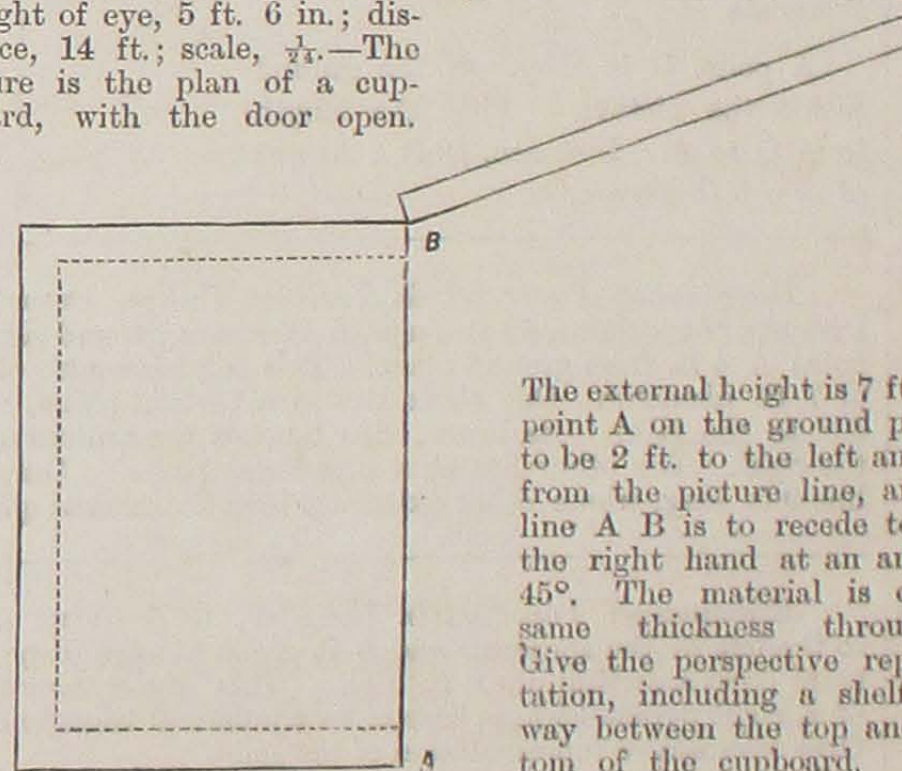 ght of eye, 5 ft. 6 in.; dis-
ce, 14 ft.; scale, 1/24.—The
ure is the plan of a cup-
rd, with the door open.
B
The external height is 7 f
point A on the ground p
to be 2 ft. to the left an
from the picture line, a
line A B is to recede t
the right hand at an a
45°. The material is
same thickness throu
Give the perspective rep
tation, including a shel
way between the top an
tom of the cupboard.
A